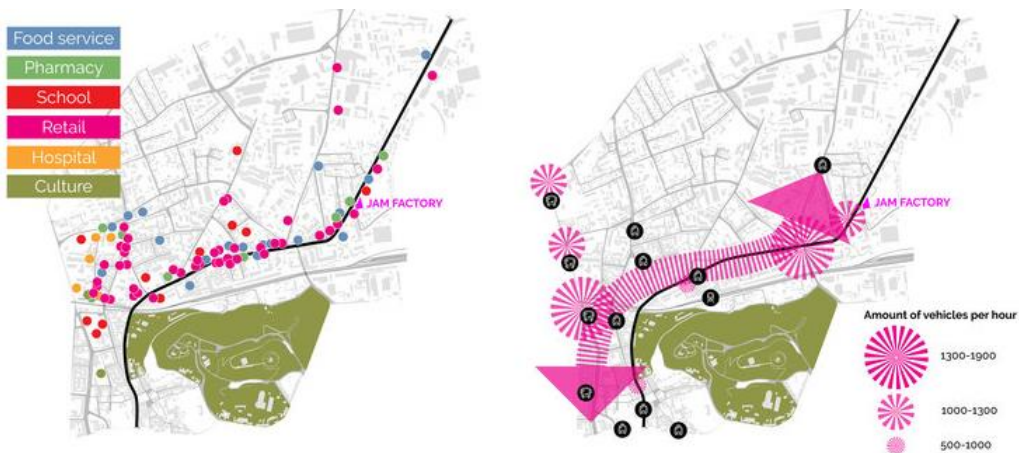 Food service
Pharmacy
School
Retail
Hospital
Culture
JAM FACTORY
JAM FACTORY
Amount of vehicles per hour
1300-1900
1000-1300
500-1000